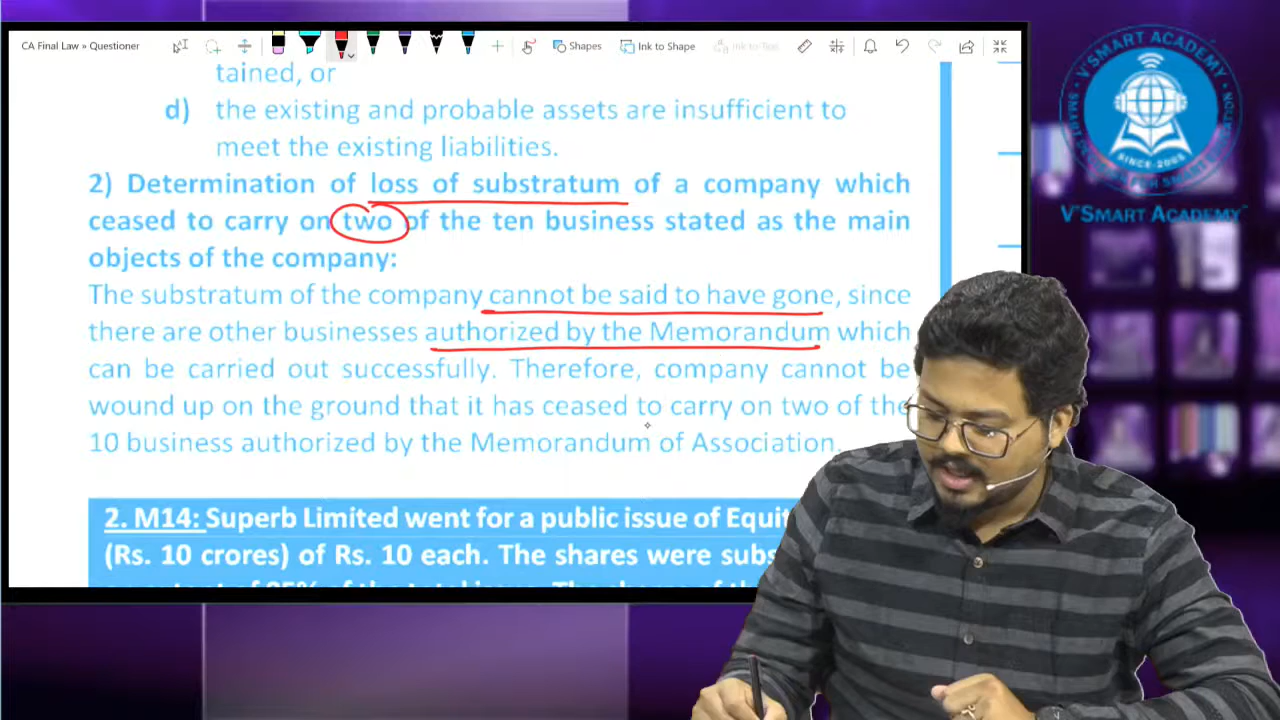 CA Final Law » Questioner
Shapes
Ink to Shape
Ink to Text
tained, or
d) the existing and probable assets are insufficient to
meet the existing liabilities.
2) Determination of loss of substratum of a company which
ceased to carry on two of the ten business stated as the main
objects of the company:
The substratum of the company cannot be said to have gone, since
there are other businesses authorized by the Memorandum which
can be carried out successfully. Therefore, company cannot be
wound up on the ground that it has ceased to carry on two of the
10 business authorized by the Memorandum of Association.
2. M14: Superb Limited went for a public issue of
(Rs. 10 crores) of Rs. 10 each. The shares were
V'SMART ACADEMY
SINCE-2005
V'Smart Academy